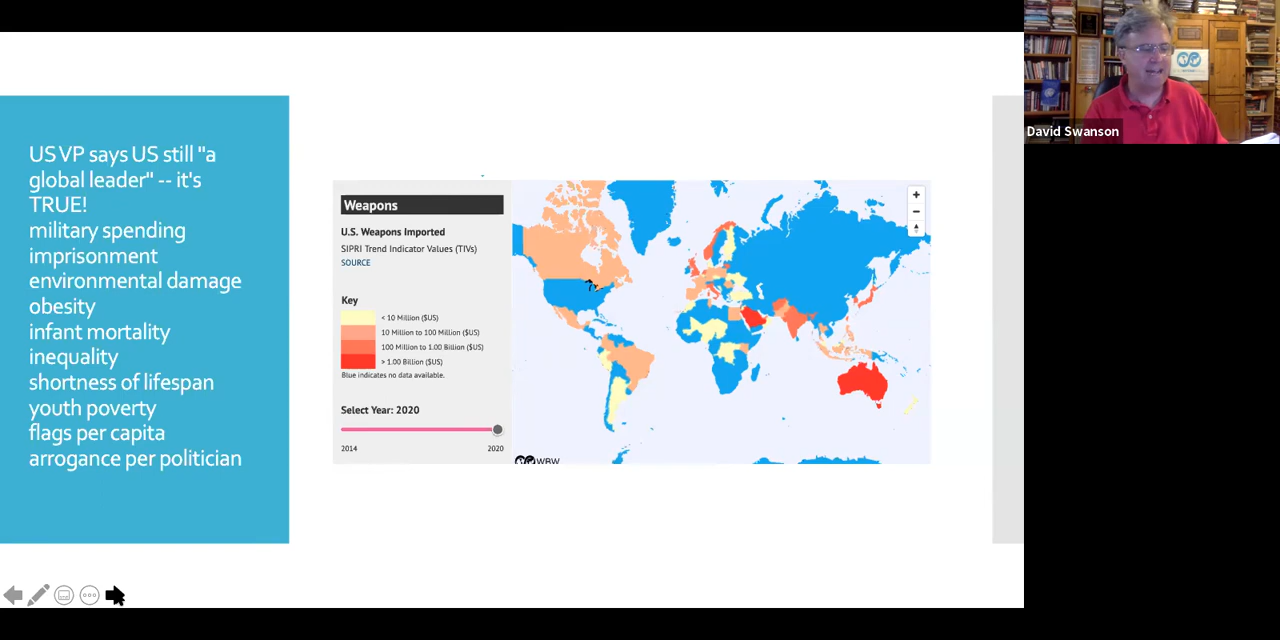 US VP says US still "a
global leader" -- it's
TRUE!
military spending
imprisonment
environmental damage
obesity
infant mortality
inequality
shortness of lifespan
youth poverty
flags per capita
arrogance per politician
Weapons
U.S. Weapons Imported
SIPRI Trend Indicator Values (TIVs)
SOURCE
Key
< 10 Million ($US)
10 Million to 100 Million ($US)
100 Million to 1.00 Billion ($US)
> 1.00 Billion ($US)
Blue indicates no data available.
Select Year: 2020
2014 2020
WBW
David Swanson